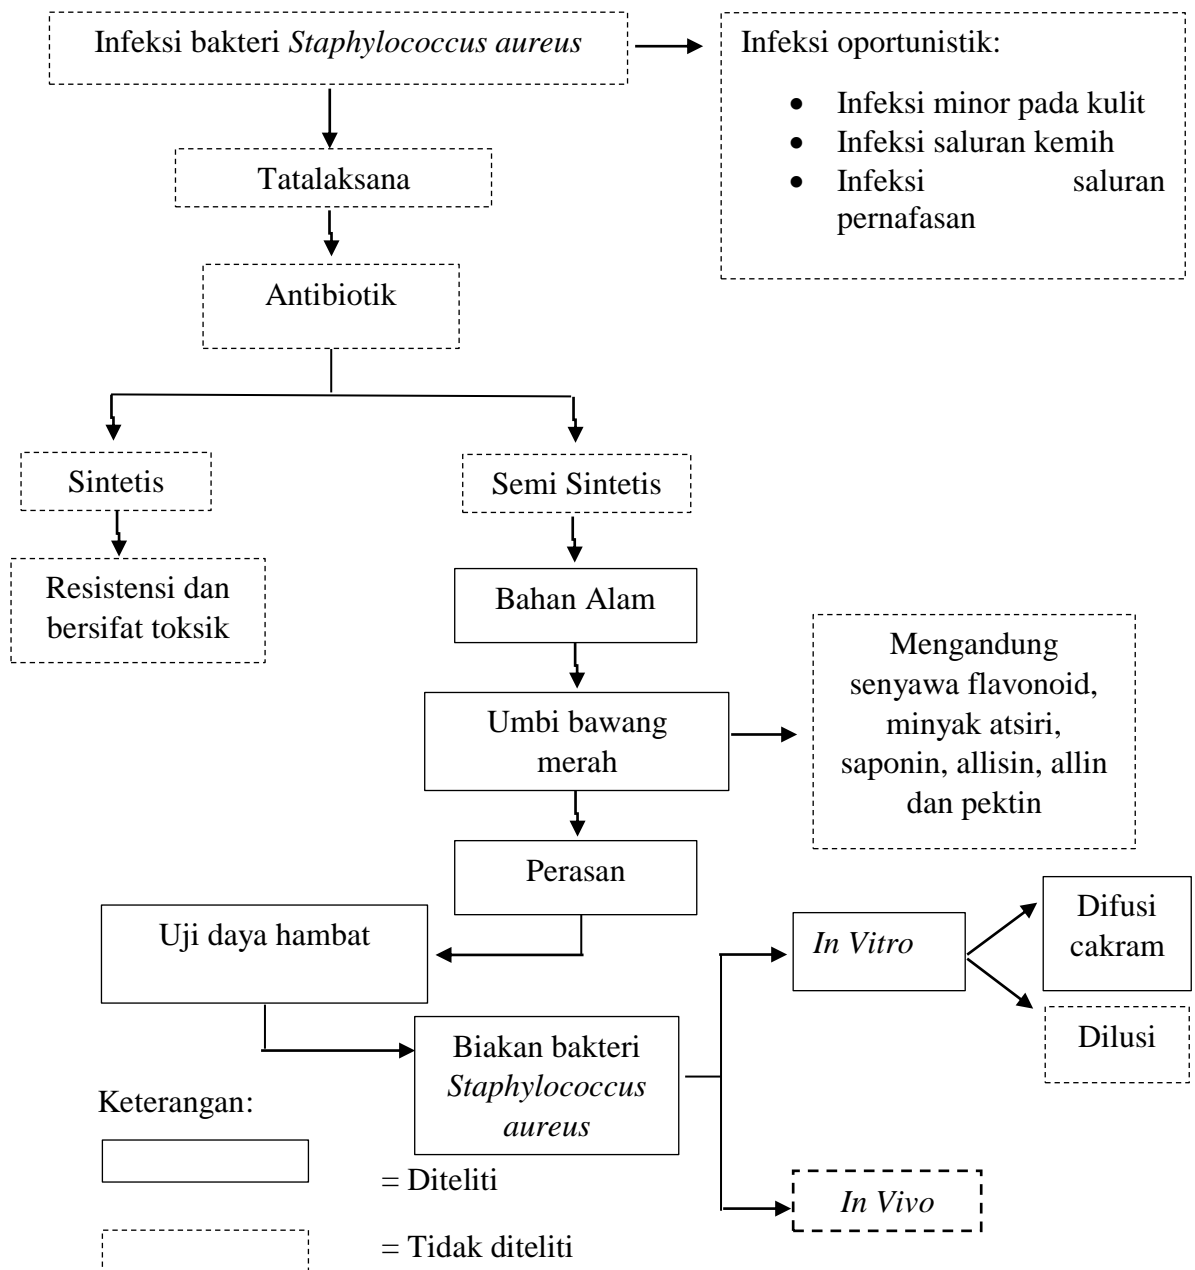 Infeksi bakteri Staphylococcus aureus
Infeksi oportunistik:
• Infeksi minor pada kulit
• Infeksi saluran kemih
• Infeksi saluran
pernafasan
Tatalaksana
Antibiotik
Sintetis
Semi Sintetis
Resistensi dan
bersifat toksik
Bahan Alam
Umbi bawang
merah
Mengandung
senyawa flavonoid,
minyak atsiri,
saponin, allisin, allin
dan pektin
Perasan
Uji daya hambat
Biakan bakteri
Staphylococcus
aureus
In Vitro
Difusi
cakram
Dilusi
In Vivo
Keterangan:
= Diteliti
= Tidak diteliti